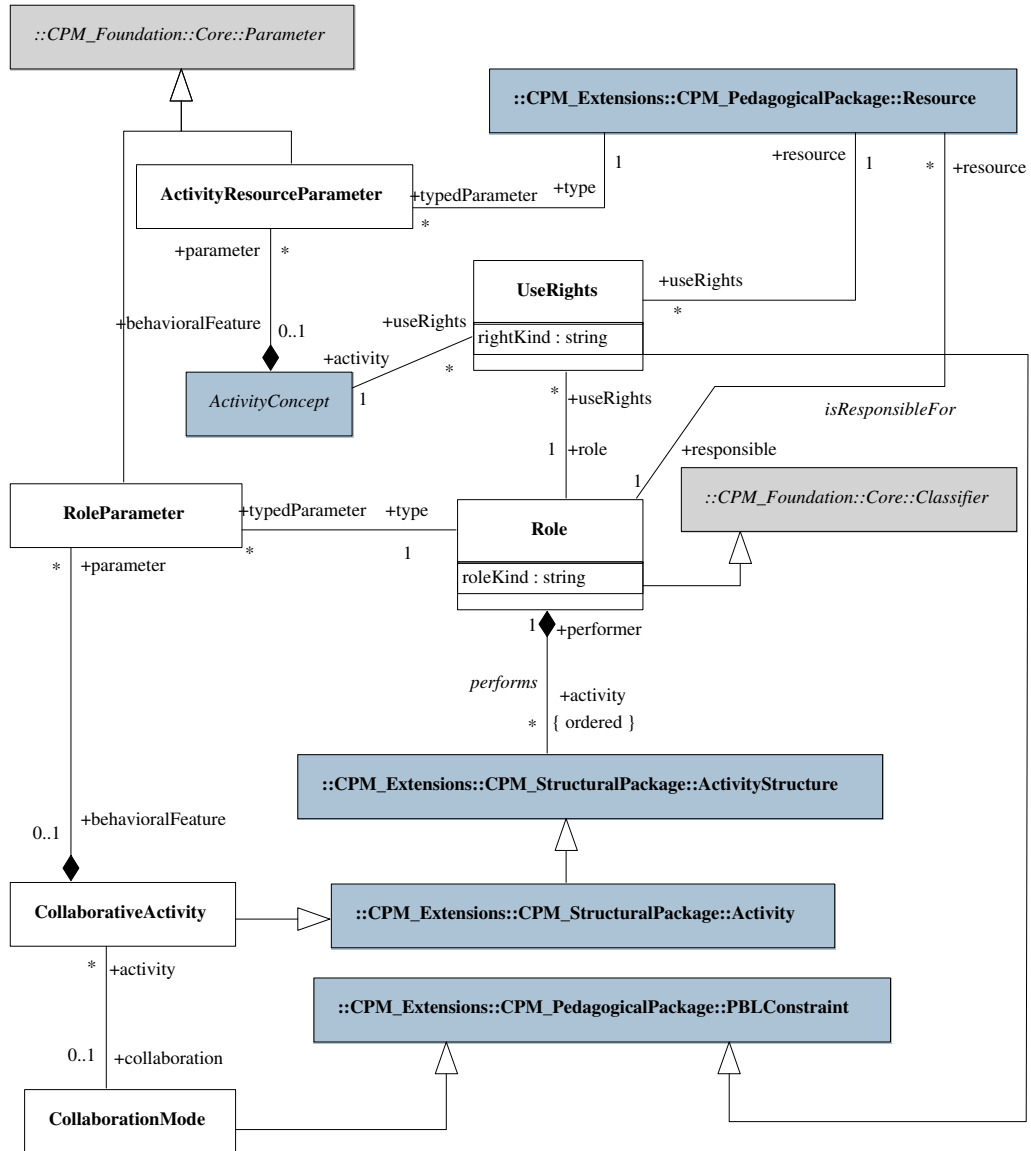 ::CPM_Foundation::Core::Parameter
::CPM_Extensions::CPM_PedagogicalPackage::Resource
+resource
1
1
*
+resource
ActivityResourceParameter
+typedParameter
+type
*
+parameter
*
UseRights
+useRights
*
rightKind : string
+behavioralFeature
0..1
+useRights
+activity
*
ActivityConcept
1
*
+useRights
isResponsibleFor
1
+role
+responsible
1
::CPM_Foundation::Core::Classifier
RoleParameter
+typedParameter
+type
*
1
Role
roleKind : string
*
+parameter
1
+performer
performs
+activity
*
{ ordered }
::CPM_Extensions::CPM_StructuralPackage::ActivityStructure
0..1
+behavioralFeature
CollaborativeActivity
::CPM_Extensions::CPM_StructuralPackage::Activity
*
+activity
::CPM_Extensions::CPM_PedagogicalPackage::PBLConstraint
0..1
+collaboration
CollaborationMode